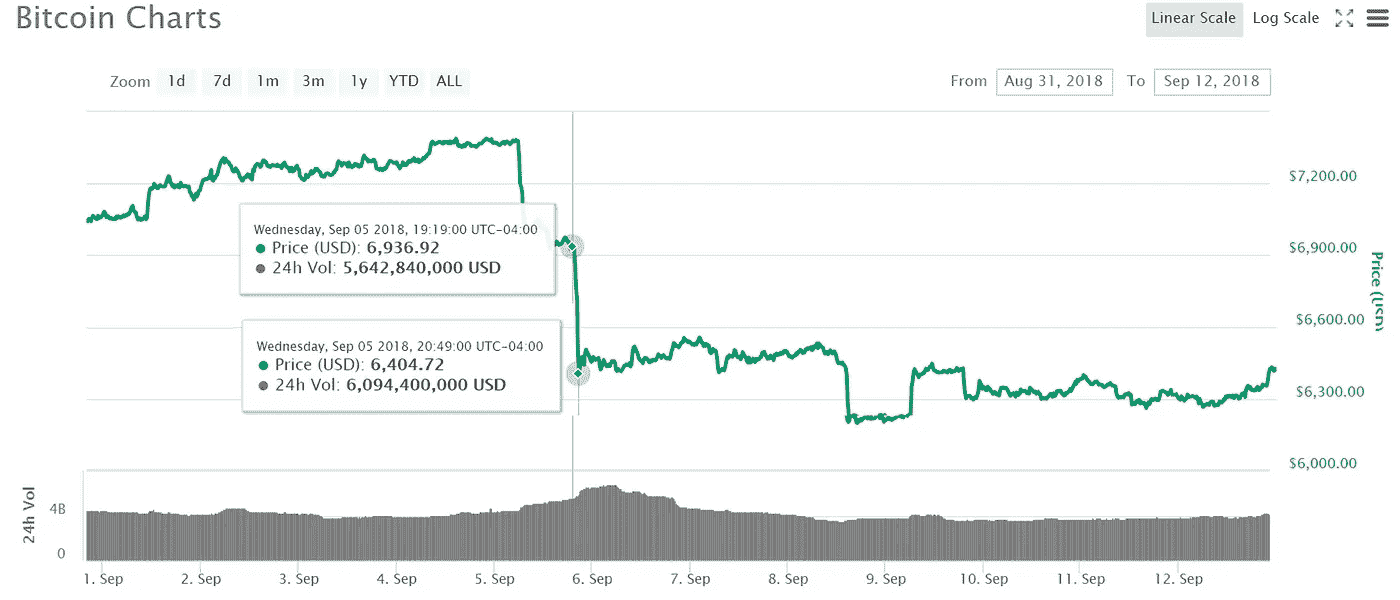 Bitcoin Charts
Linear Scale Log Scale
Zoom 1d 7d 1m 3m 1y YTD ALL
From Aug 31, 2018 To Sep 12, 2018
$7,200.00
Wednesday, Sep 05 2018, 19:19:00 UTC-04:00
Price (USD): 6,936.92
24h Vol: 5,642,840,000 USD
$6,900.00
Price (USD)
$6,600.00
Wednesday, Sep 05 2018, 20:49:00 UTC-04:00
Price (USD): 6,404.72
24h Vol: 6,094,400,000 USD
$6,300.00
$6,000.00
24h Vol
4B
0
1. Sep 2. Sep 3. Sep 4. Sep 5. Sep 6. Sep 7. Sep 8. Sep 9. Sep 10. Sep 11. Sep 12. Sep